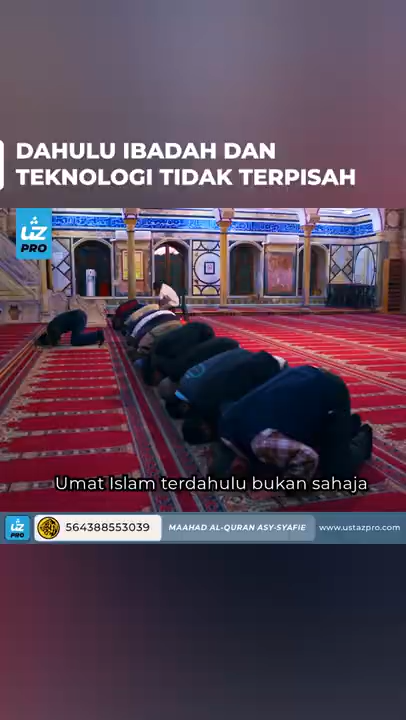 DAHULU IBADAH DAN
TEKNOLOGI TIDAK TERPISAH
UZ
PRO
Umat Islam terdahulu bukan sahaja
UZ
PRO
564388553039
MAAHAD AL-QURAN ASY-SYAFIE
www.ustazpro.com